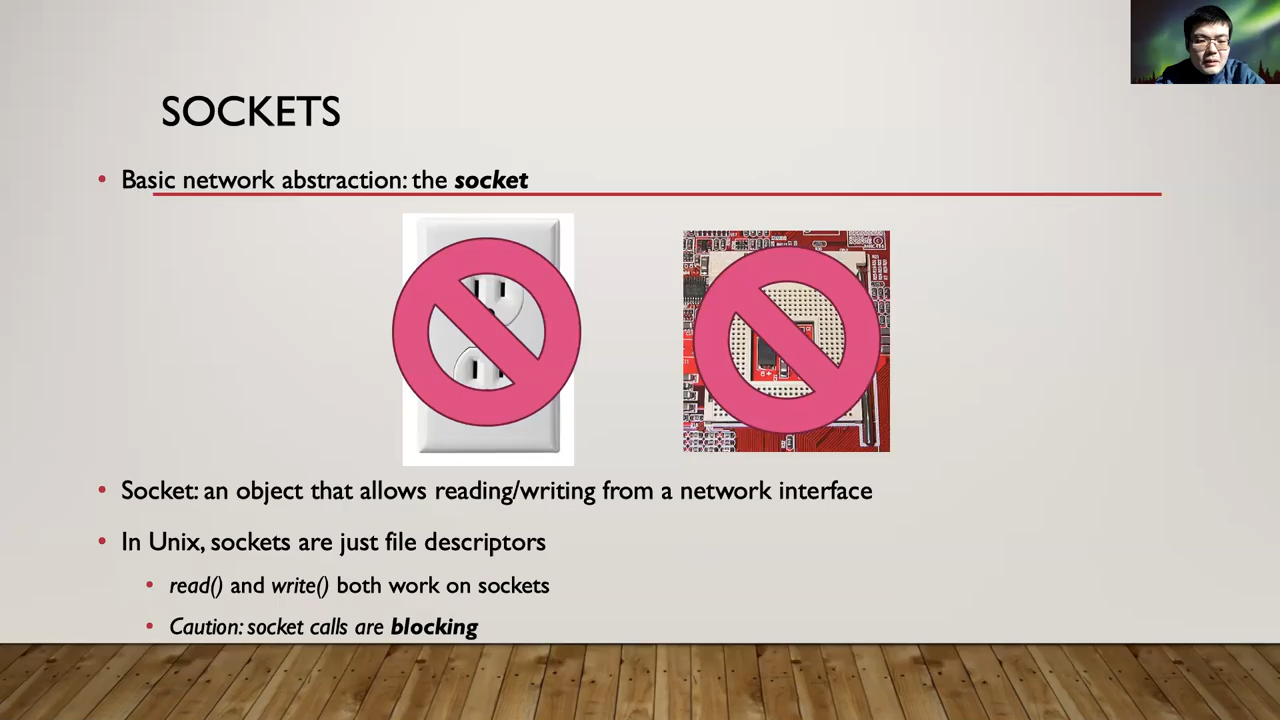 SOCKETS
• Basic network abstraction: the socket
• Socket: an object that allows reading/writing from a network interface
• In Unix, sockets are just file descriptors
• read() and write() both work on sockets
• Caution: socket calls are blocking